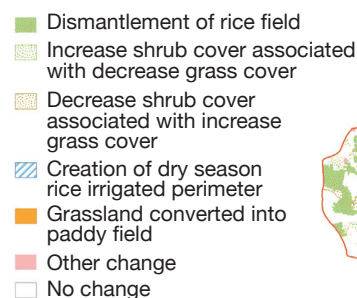 Dismantlement of rice field
Increase shrub cover associated
with decrease grass cover
Decrease shrub cover
associated with increase
grass cover
Creation of dry season
rice irrigated perimeter
Grassland converted into
paddy field
Other change
No change